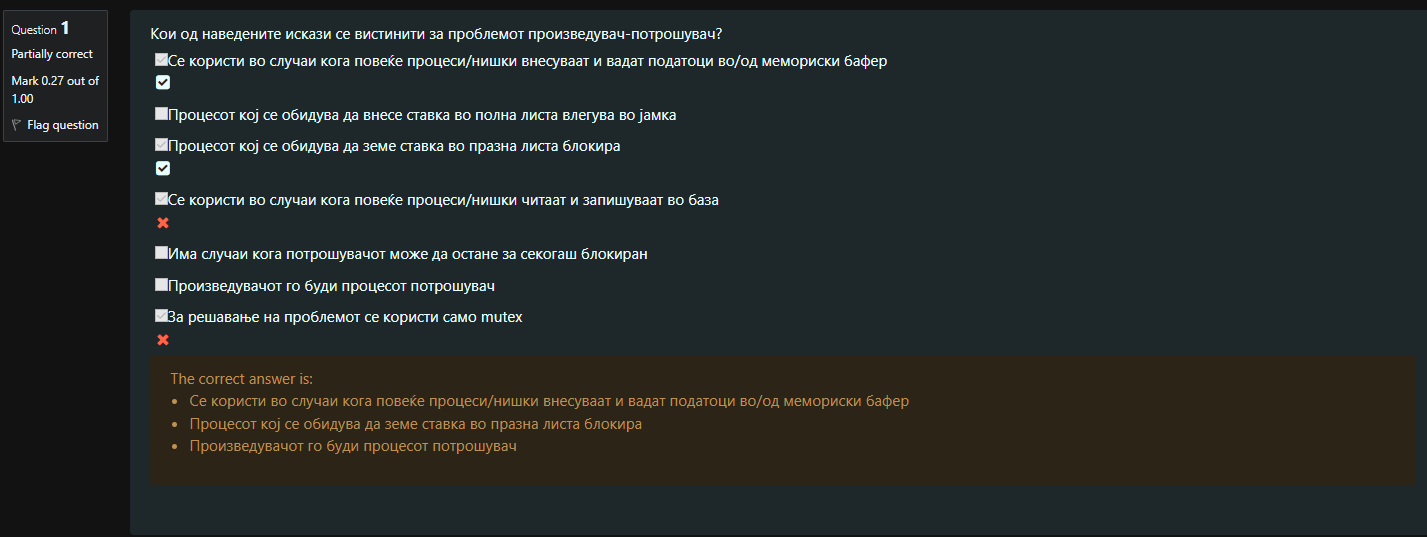 Question 1
Partially correct
Mark 0.27 out of
1.00
Flag question
Кои од наведените искази се вистинити за проблемот произведувач-потрошувач?
Се користи во случаи кога повеќе процеси/нишки внесуваат и вадат податоци во/од мемориски бафер
Процесот кој се обидува да внесе ставка во полна листа влегува во јамка
Процесот кој се обидува да земе ставка во празна листа блокира
Се користи во случаи кога повеќе процеси/нишки читаат и запишуваат во база
Има случаи кога потрошувачот може да остане за секогаш блокиран
Произведувачот го буди процесот потрошувач
За решавање на проблемот се користи само mutex
The correct answer is:
• Се користи во случаи кога повеќе процеси/нишки внесуваат и вадат податоци во/од мемориски бафер
• Процесот кој се обидува да земе ставка во празна листа блокира
• Произведувачот го буди процесот потрошувач